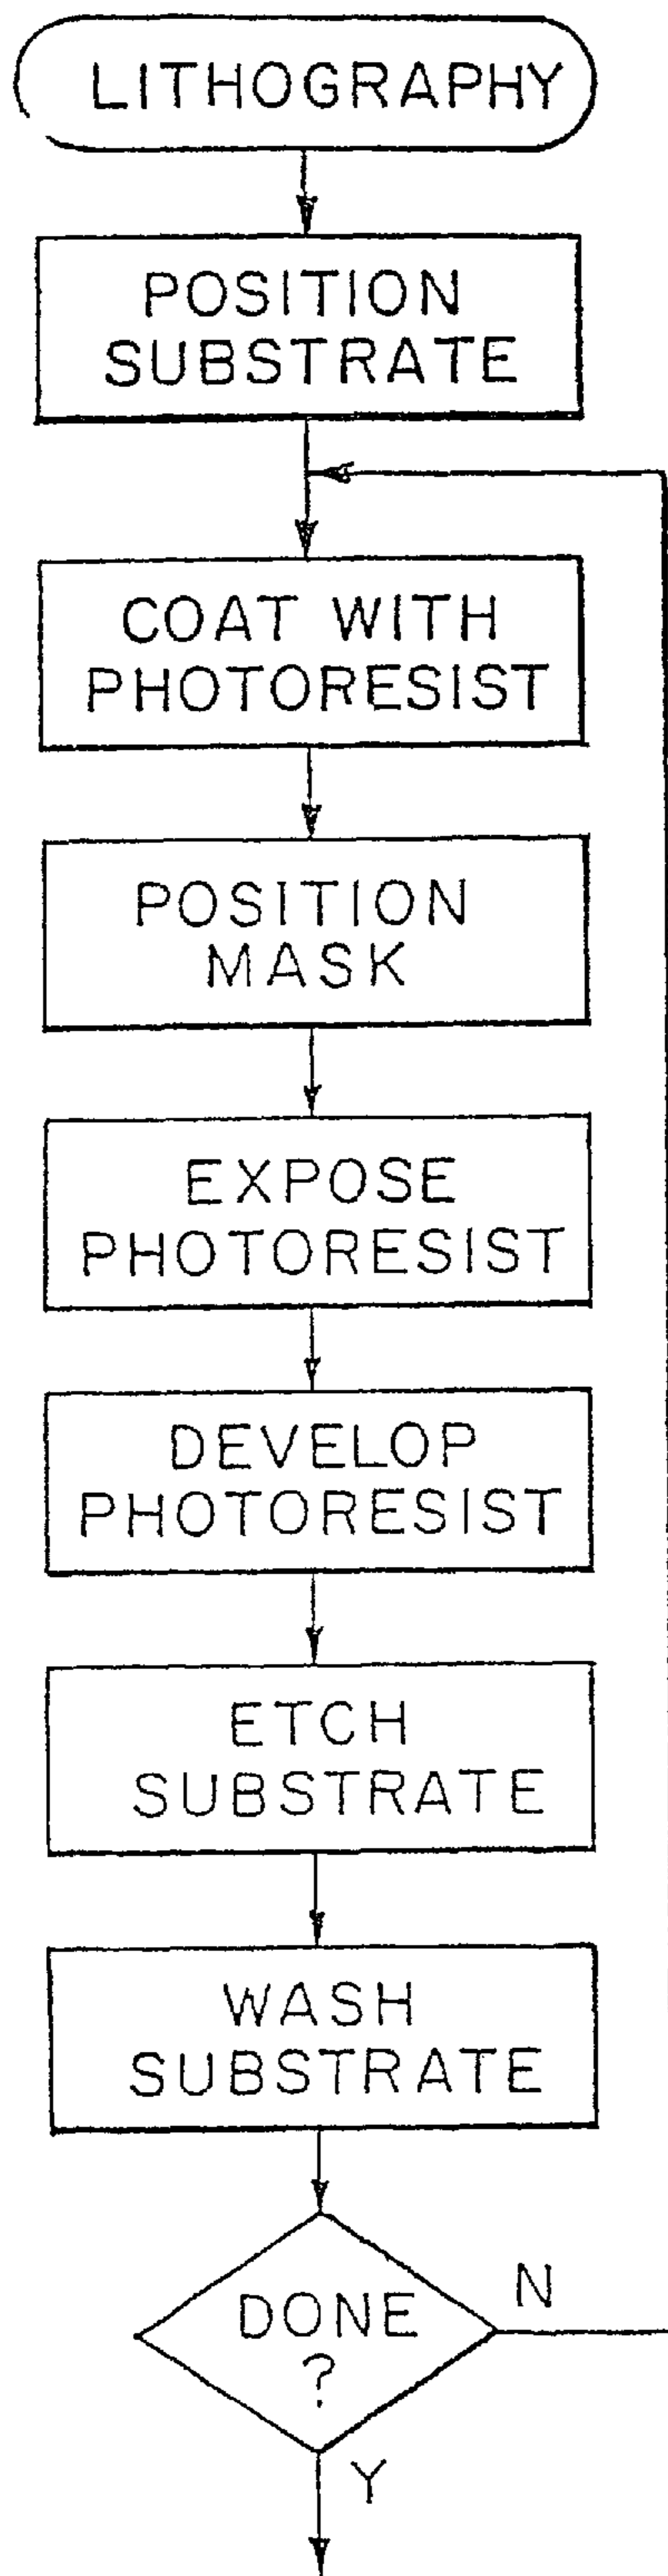 LITHOGRAPHY
POSITION
SUBSTRATE
COAT WITH
PHOTORESIST
POSITION
MASK
EXPOSE
PHOTORESIST
DEVELOP
PHOTORESIST
ETCH
SUBSTRATE
WASH
SUBSTRATE
DONE
?
N
Y